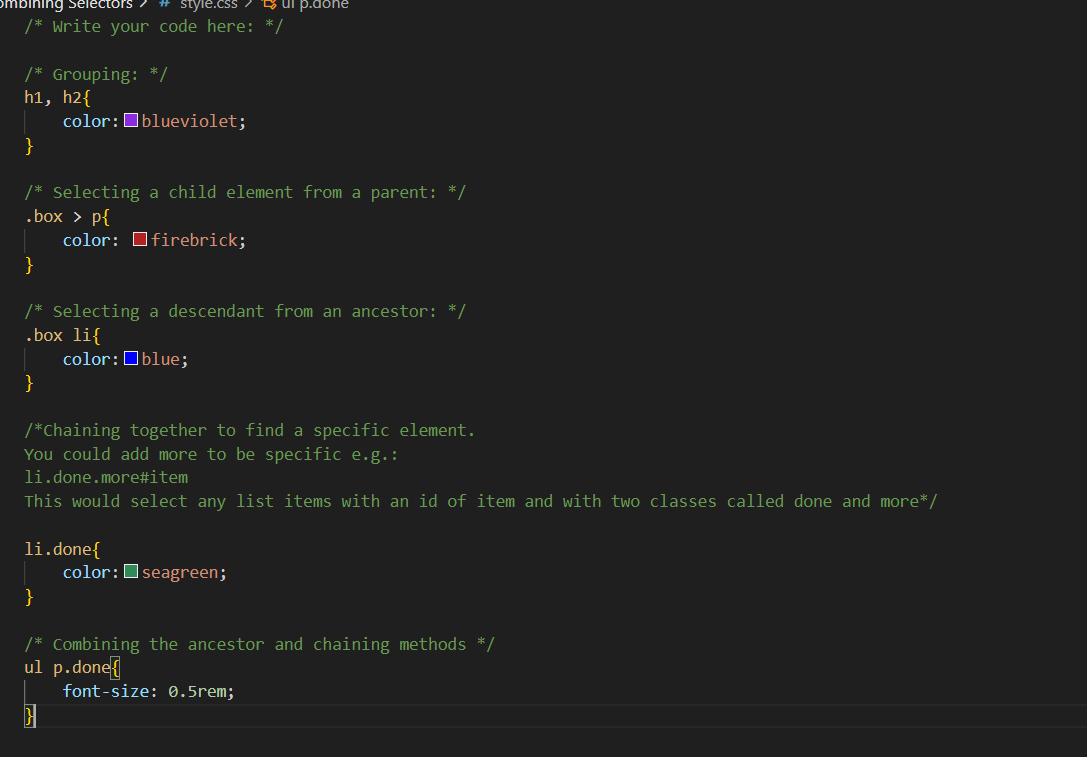 ombining Selectors > # style.css > ul p.done
/* Write your code here: */
/* Grouping: */
h1, h2{
color: blueviolet;
}
/* Selecting a child element from a parent: */
.box > p{
color: firebrick;
}
/* Selecting a descendant from an ancestor: */
.box li{
color: blue;
}
/*Chaining together to find a specific element.
You could add more to be specific e.g.:
li.done.more#item
This would select any list items with an id of item and with two classes called done and more*/
li.done{
color: seagreen;
}
/* Combining the ancestor and chaining methods */
ul p.done{
font-size: 0.5rem;
}